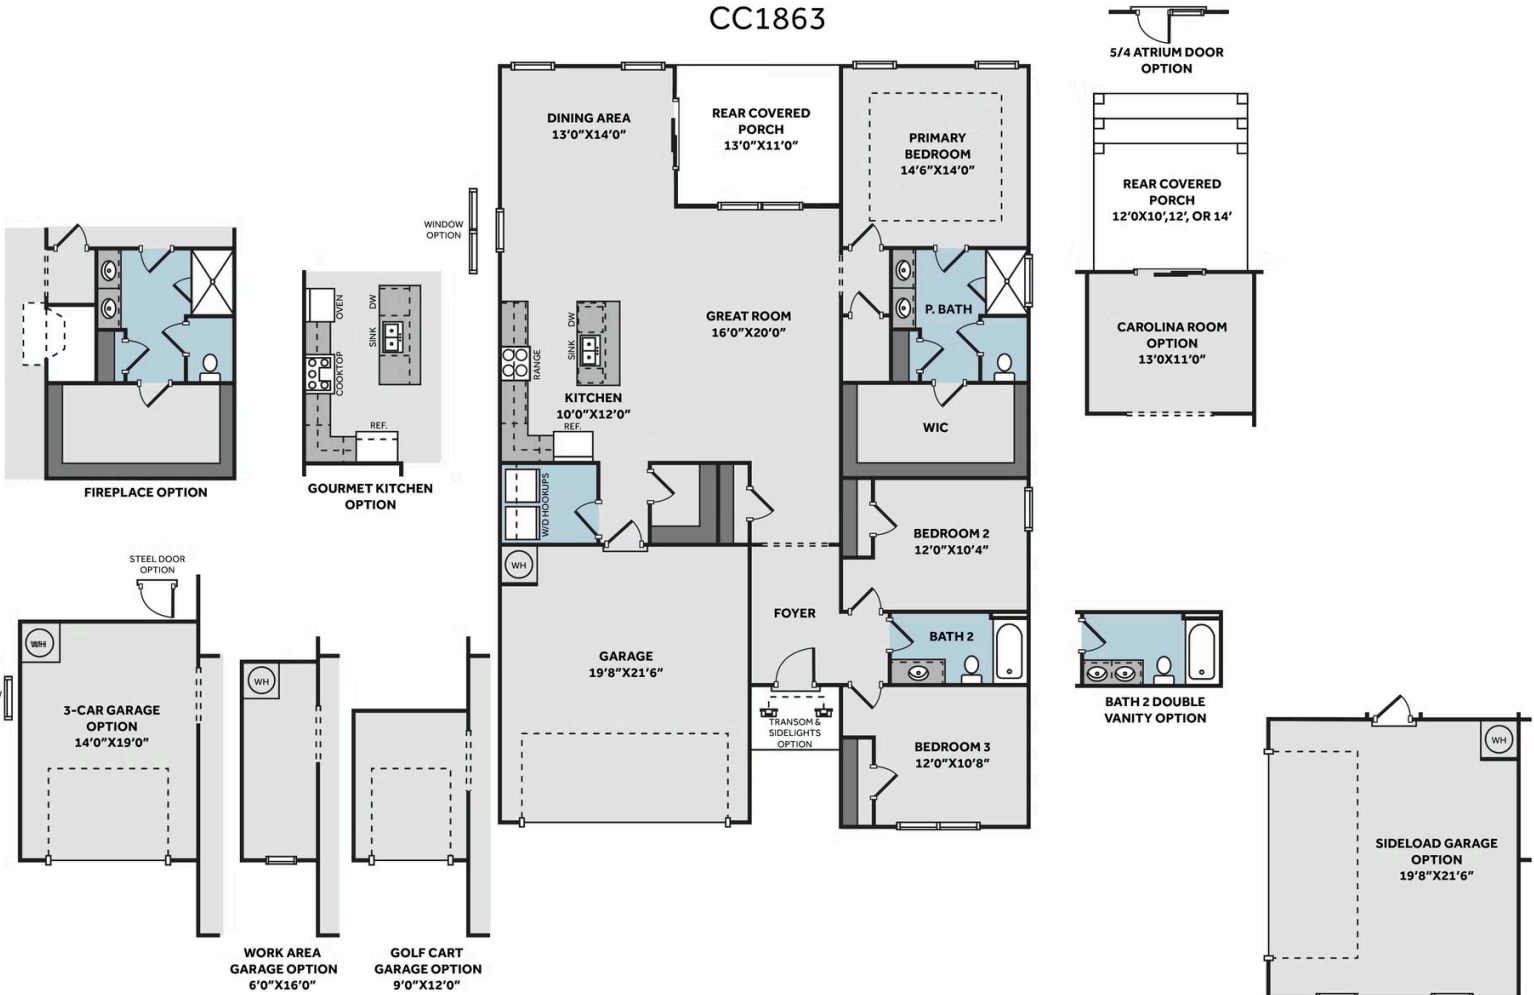 CC1863
5/4 ATRIUM DOOR
OPTION
DINING AREA
13'0"X14'0"
REAR COVERED
PORCH
13'0"X11'0"
PRIMARY
BEDROOM
14'6"X14'0"
REAR COVERED
PORCH
12'0X10',12', OR 14'
WINDOW
OPTION
OVEN
DW
SINK
COOKTOP
REF.
GOURMET KITCHEN
OPTION
FIREPLACE OPTION
DW
SINK
RANGE
KITCHEN
10'0"X12'0"
REF.
GREAT ROOM
16'0"X20'0"
P. BATH
WIC
CAROLINA ROOM
OPTION
13'0X11'0"
W/D HOOKUPS
WH
BEDROOM 2
12'0"X10'4"
FOYER
BATH 2
GARAGE
19'8"X21'6"
TRANSOM &
SIDELIGHTS
OPTION
BEDROOM 3
12'0"X10'8"
BATH 2 DOUBLE
VANITY OPTION
STEEL DOOR
OPTION
WH
3-CAR GARAGE
OPTION
14'0"X19'0"
WH
WORK AREA
GARAGE OPTION
6'0"X16'0"
GOLF CART
GARAGE OPTION
9'0"X12'0"
WH
SIDELOAD GARAGE
OPTION
19'8"X21'6"